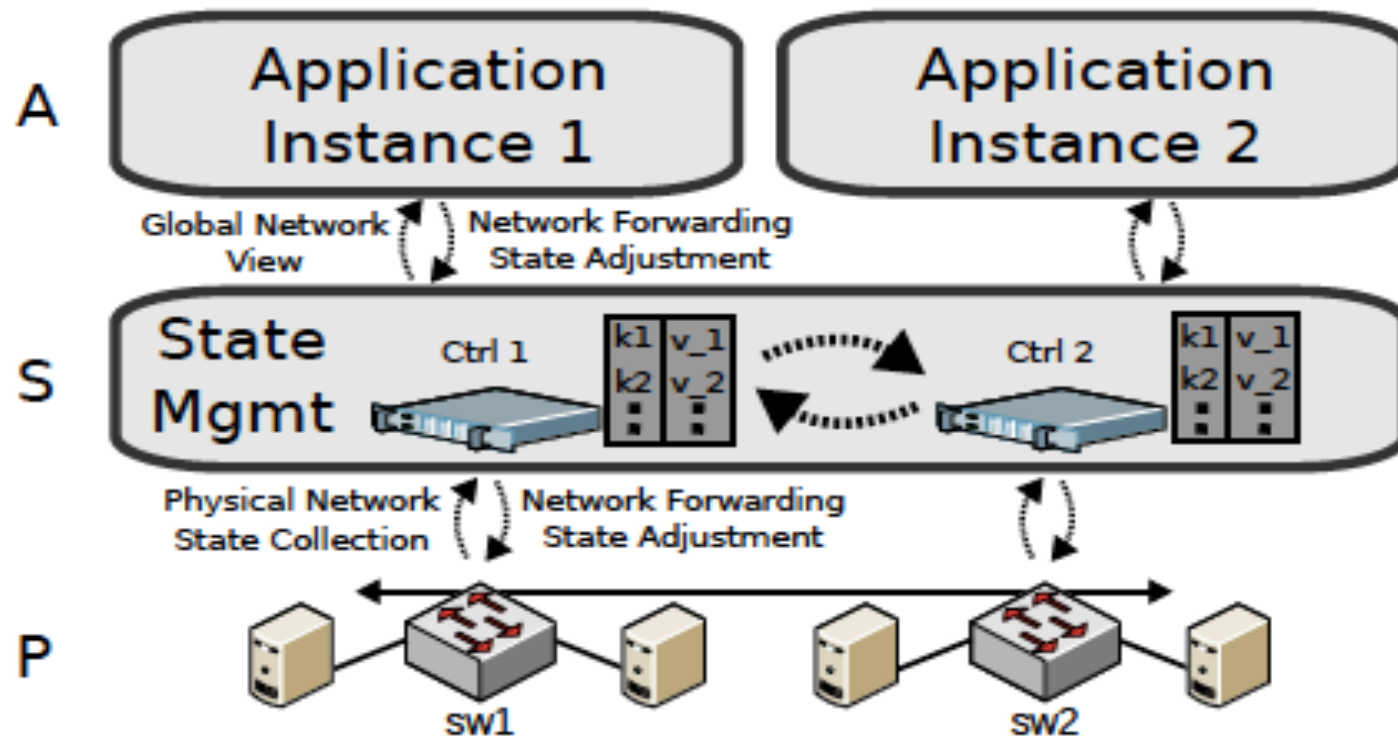 A
Application
Instance 1
Application
Instance 2
Global Network
View
Network Forwarding
State Adjustment
S
State
Mgmt
Ctrl 1
k1 v_1
k2 v_2
Ctrl 2
k1 v_1
k2 v_2
Physical Network
State Collection
Network Forwarding
State Adjustment
P
sw1
sw2